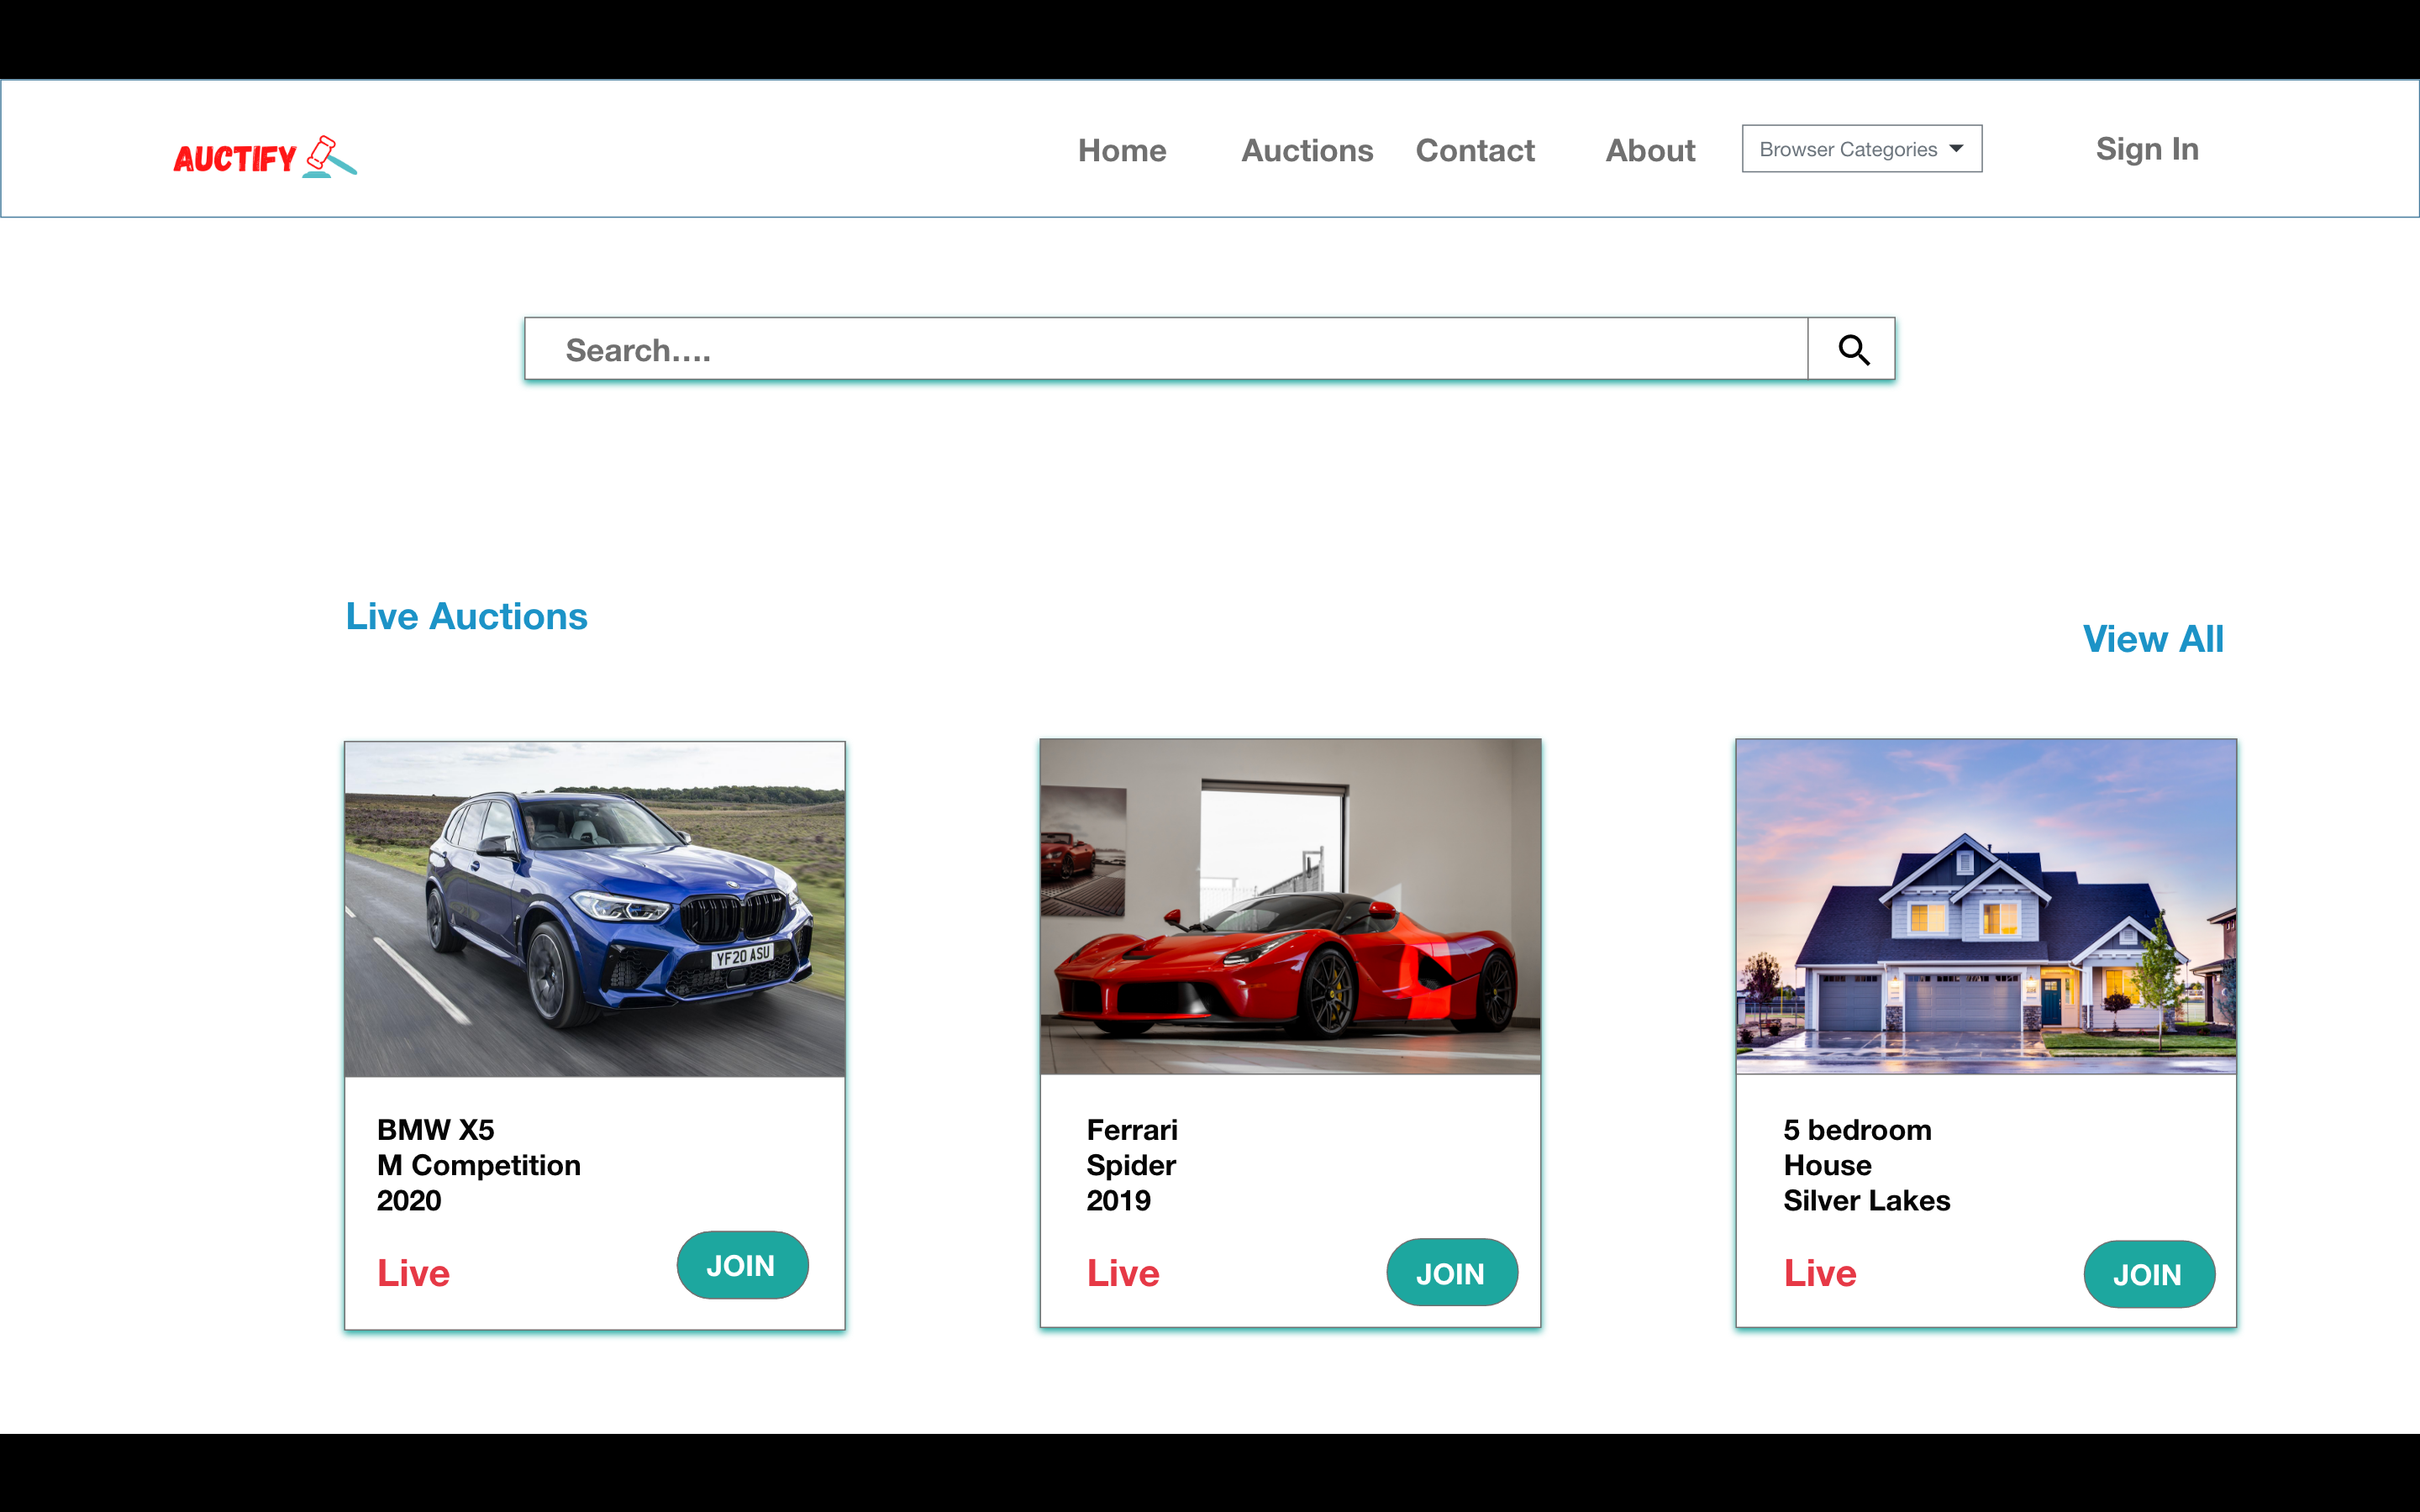 AUCTIFY
Home Auctions Contact About Browser Categories Sign In
Search....
Live Auctions
View All
YF20 ASU
BMW X5
M Competition
2020
Live
JOIN
Ferrari
Spider
2019
Live
JOIN
5 bedroom
House
Silver Lakes
Live
JOIN